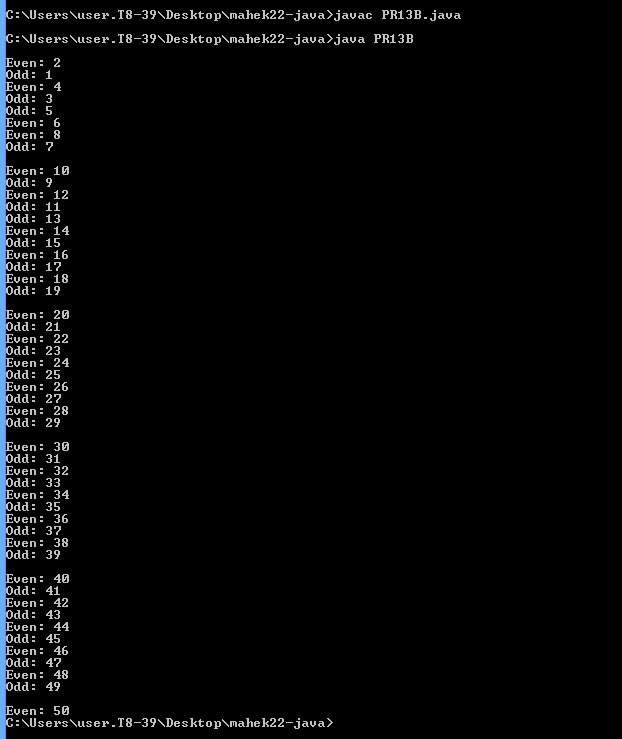 C:\Users\user.T8-39\Desktop\mahek22-java>javac PR13B.java
C:\Users\user.T8-39\Desktop\mahek22-java>java PR13B
Even: 2
Odd: 1
Even: 4
Odd: 3
Odd: 5
Even: 6
Even: 8
Odd: 7
Even: 10
Odd: 9
Even: 12
Odd: 11
Odd: 13
Even: 14
Odd: 15
Even: 16
Odd: 17
Even: 18
Odd: 19
Even: 20
Odd: 21
Even: 22
Odd: 23
Even: 24
Odd: 25
Even: 26
Odd: 27
Even: 28
Odd: 29
Even: 30
Odd: 31
Even: 32
Odd: 33
Even: 34
Odd: 35
Even: 36
Odd: 37
Even: 38
Odd: 39
Even: 40
Odd: 41
Even: 42
Odd: 43
Even: 44
Odd: 45
Even: 46
Odd: 47
Even: 48
Odd: 49
Even: 50
C:\Users\user.T8-39\Desktop\mahek22-java>